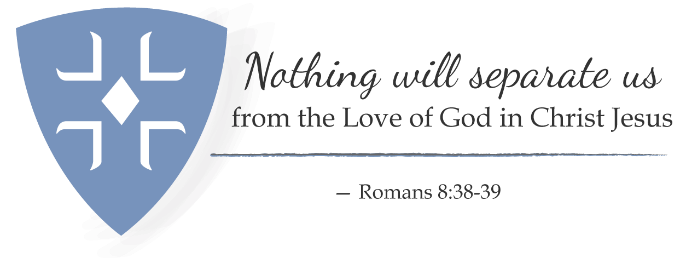 Nothing will separate us
from the Love of God in Christ Jesus
— Romans 8:38-39